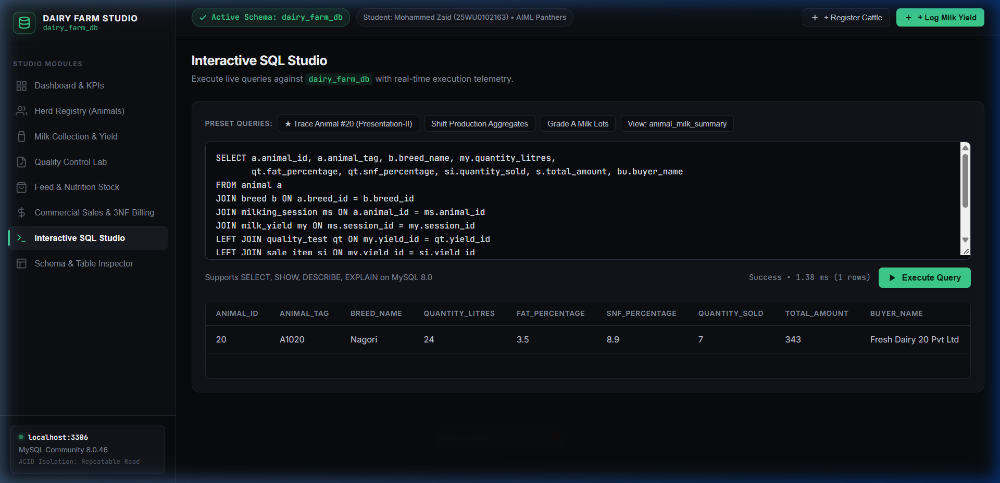 DAIRY FARM STUDIO
dairy_farm_db
STUDIO MODULES
Dashboard & KPIs
Herd Registry (Animals)
Milk Collection & Yield
Quality Control Lab
Feed & Nutrition Stock
Commercial Sales & 3NF Billing
Interactive SQL Studio
Schema & Table Inspector
localhost:3306
MySQL Community 8.0.46
ACID Isolation: Repeatable Read
✓ Active Schema: dairy_farm_db
Student: Mohammed Zaid (25WU0102163) • AIML Panthers
+ + Register Cattle
+ + Log Milk Yield
Interactive SQL Studio
Execute live queries against dairy_farm_db with real-time execution telemetry.
PRESET QUERIES:
★ Trace Animal #20 (Presentation-II)
Shift Production Aggregates
Grade A Milk Lots
View: animal_milk_summary
SELECT a.animal_id, a.animal_tag, b.breed_name, my.quantity_litres,
qt.fat_percentage, qt.snf_percentage, si.quantity_sold, s.total_amount, bu.buyer_name
FROM animal a
JOIN breed b ON a.breed_id = b.breed_id
JOIN milking_session ms ON a.animal_id = ms.animal_id
JOIN milk_yield my ON ms.session_id = my.session_id
LEFT JOIN quality_test qt ON my.yield_id = qt.yield_id
LEFT JOIN sale_item si ON my.yield_id = si.yield_id
Supports SELECT, SHOW, DESCRIBE, EXPLAIN on MySQL 8.0
Success • 1.38 ms (1 rows)
Execute Query
ANIMAL_ID ANIMAL_TAG BREED_NAME QUANTITY_LITRES FAT_PERCENTAGE SNF_PERCENTAGE QUANTITY_SOLD TOTAL_AMOUNT BUYER_NAME
20 A1020 Nagori 24 3.5 8.9 7 343 Fresh Dairy 20 Pvt Ltd